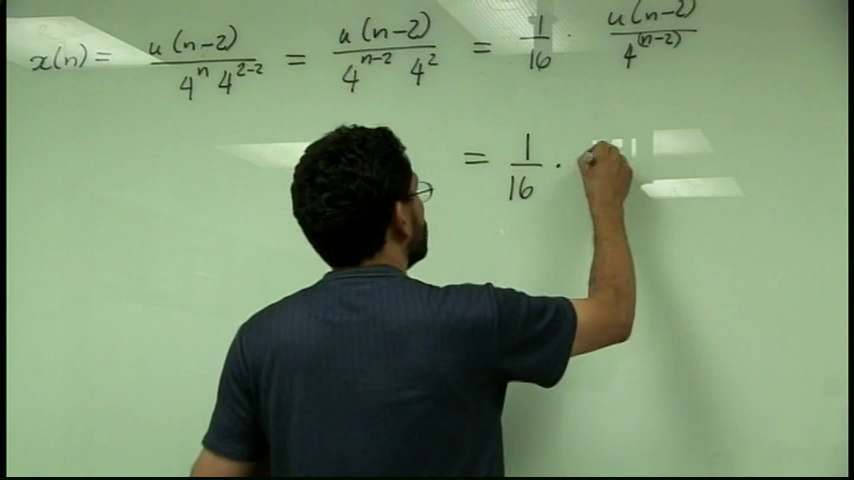 x(n) = u(n-2) / 4^n 4^{2-2} = u(n-2) / 4^{n-2} 4^2 = 1/16 · u(n-2) / 4^{(n-2)}
= 1/16 ·